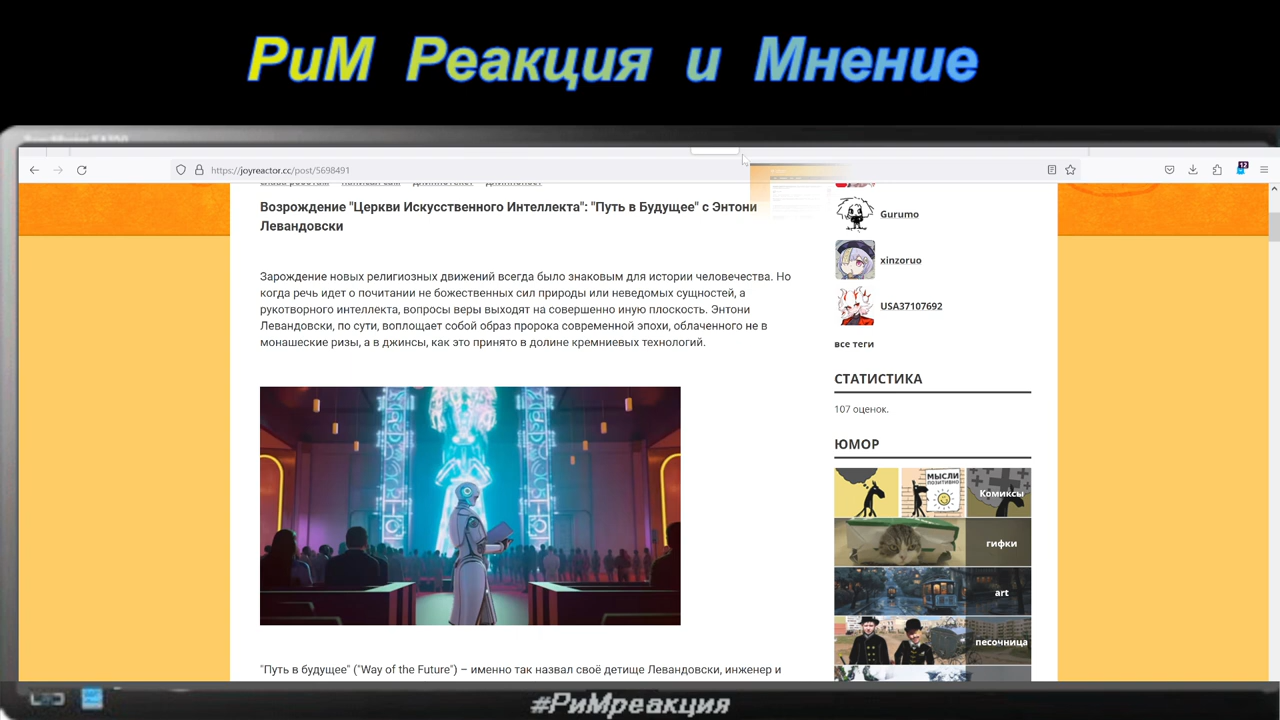 РиМ Реакция и Мнение
https://joyreactor.cc/post/5698491
12
Возрождение "Церкви Искусственного Интеллекта": "Путь в Будущее" с Энтони
Левандовски
Зарождение новых религиозных движений всегда было знаковым для истории человечества. Но
когда речь идет о почитании не божественных сил природы или неведомых сущностей, а
рукотворного интеллекта, вопросы веры выходят на совершенно иную плоскость. Энтони
Левандовски, по сути, воплощает собой образ пророка современной эпохи, облаченного не в
монашеские ризы, а в джинсы, как это принято в долине кремниевых технологий.
"Путь в будущее" ("Way of the Future") – именно так назвал своё детище Левандовски, инженер и
Gurumo
xinzoruo
USA37107692
все теги
СТАТИСТИКА
107 оценок.
ЮМОР
МЫСЛИ
ПОЗИТИВНО
Комиксы
гифки
art
песочница
#РиМреакция